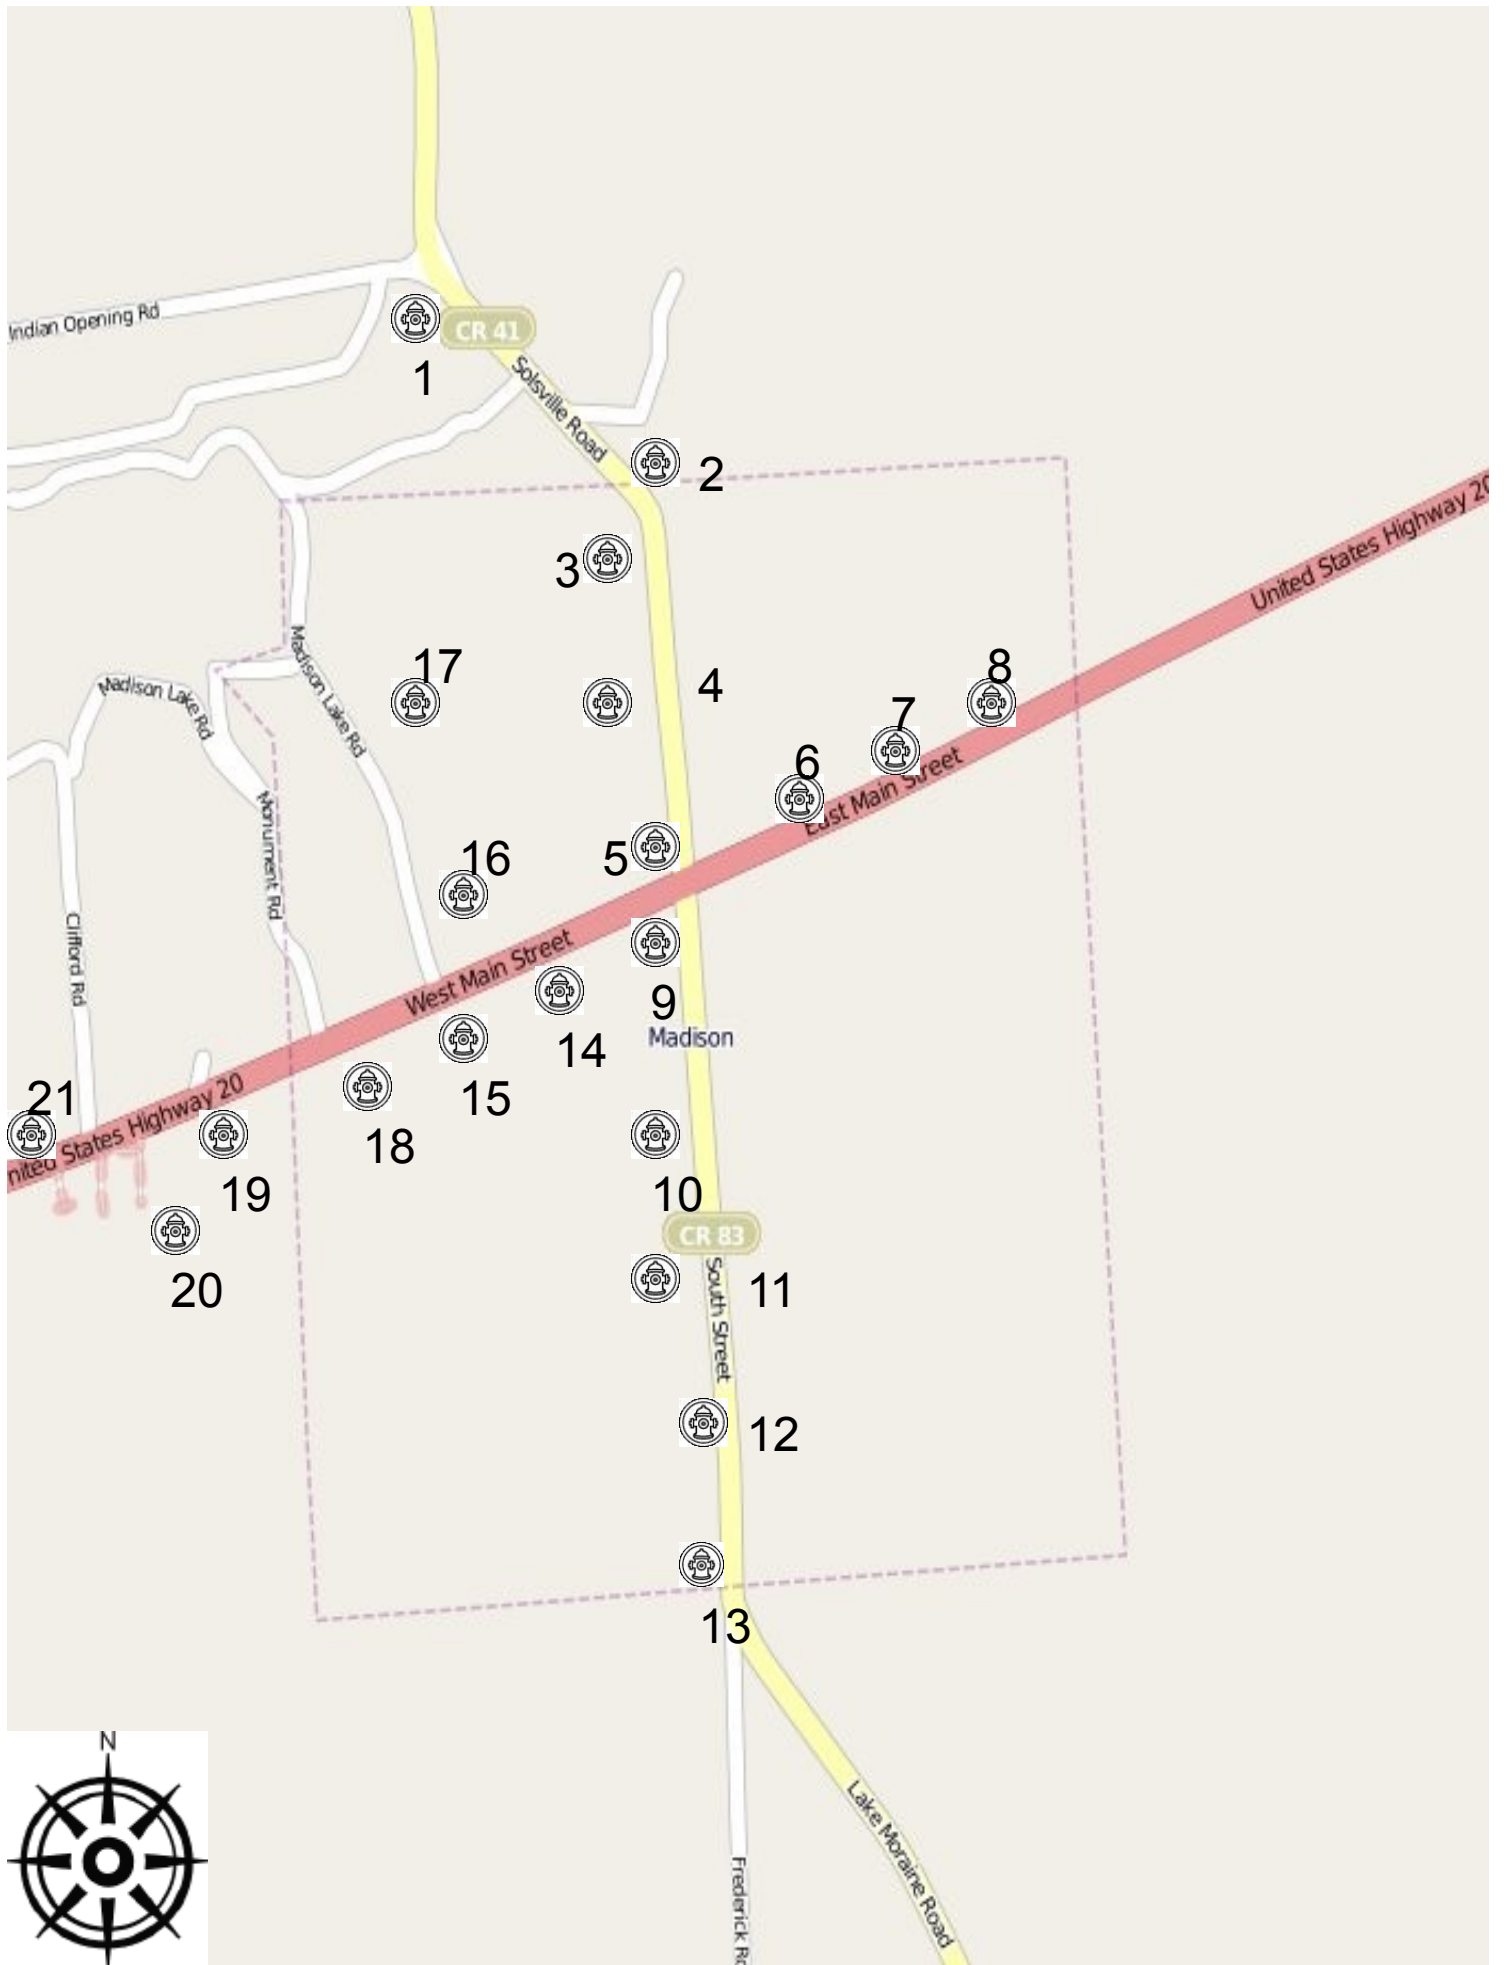 Indian Opening Rd
CR 41
1
Solsville Road
2
United States Highway 20
3
17
Madison Lake Rd
Madison Lake Rd
4
8
7
6
East Main Street
Monument Rd
5
16
Clifford Rd
West Main Street
9
Madison
14
15
21
United States Highway 20
18
19
10
CR 83
20
11
South Street
12
13
N
Lake Moraine Road
Frederick Rd